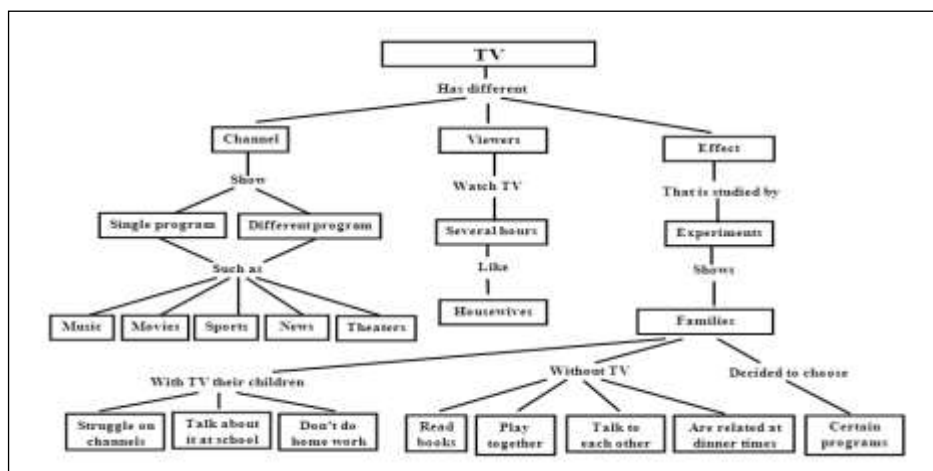 TV
Has different
Channel
Viewers
Effect
Show
Watch TV
That is studied by
Single program
Different program
Several hours
Experiments
Such as
Like
Shows
Music
Movies
Sports
News
Theaters
Housewives
Families
With TV their children
Without TV
Decided to choose
Struggle on
channels
Talk about
it at school
Don't do
home work
Read
books
Play
together
Talk to
each other
Are related at
dinner times
Certain
programs